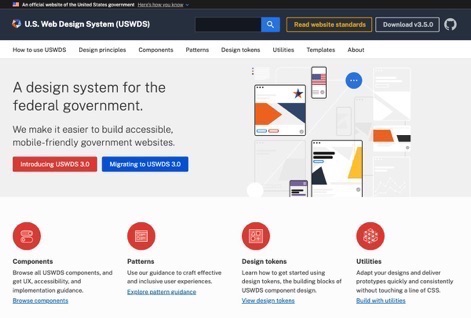 An official website of the United States government Here's how you know
U.S. Web Design System (USWDS)
Read website standards
Download v3.5.0
How to use USWDS
Design principles
Components
Patterns
Design tokens
Utilities
Templates
About
A design system for the
federal government.
We make it easier to build accessible,
mobile-friendly government websites.
Introducing USWDS 3.0
Migrating to USWDS 3.0
Components
Browse all USWDS components, and
get UX, accessibility, and
implementation guidance.
Browse components
Patterns
Use our guidance to craft effective
and inclusive user experiences.
Explore pattern guidance
Design tokens
Learn how to get started using
design tokens, the building blocks of
USWDS component design.
View design tokens
Utilities
Adapt your designs and deliver
prototypes quickly and consistently
without touching a line of CSS.
Build with utilities